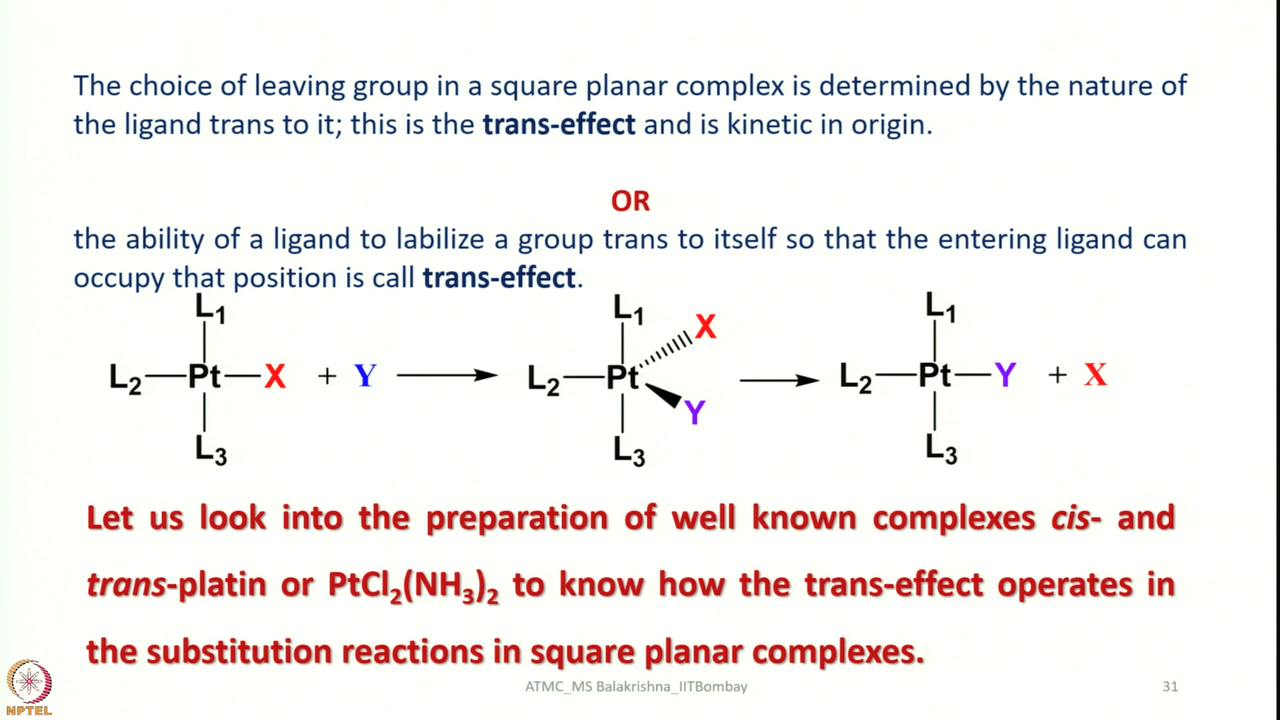 The choice of leaving group in a square planar complex is determined by the nature of
the ligand trans to it; this is the trans-effect and is kinetic in origin.
OR
the ability of a ligand to labilize a group trans to itself so that the entering ligand can
occupy that position is call trans-effect.
L₁ L₁ X L₁
L₂—Pt—X + Y L₂—Pt L₂—Pt—Y + X
Y
L₃ L₃ L₃
Let us look into the preparation of well known complexes cis- and
trans-platin or PtCl₂(NH₃)₂ to know how the trans-effect operates in
the substitution reactions in square planar complexes.
NPTEL
ATMC_MS Balakrishna_IITBombay 31